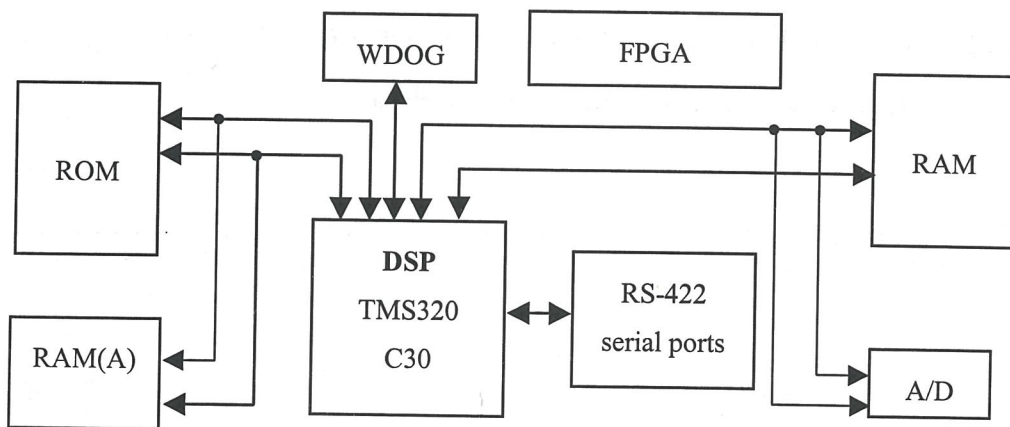 WDOG
FPGA
ROM
RAM
DSP
TMS320
C30
RS-422
serial ports
RAM(A)
A/D